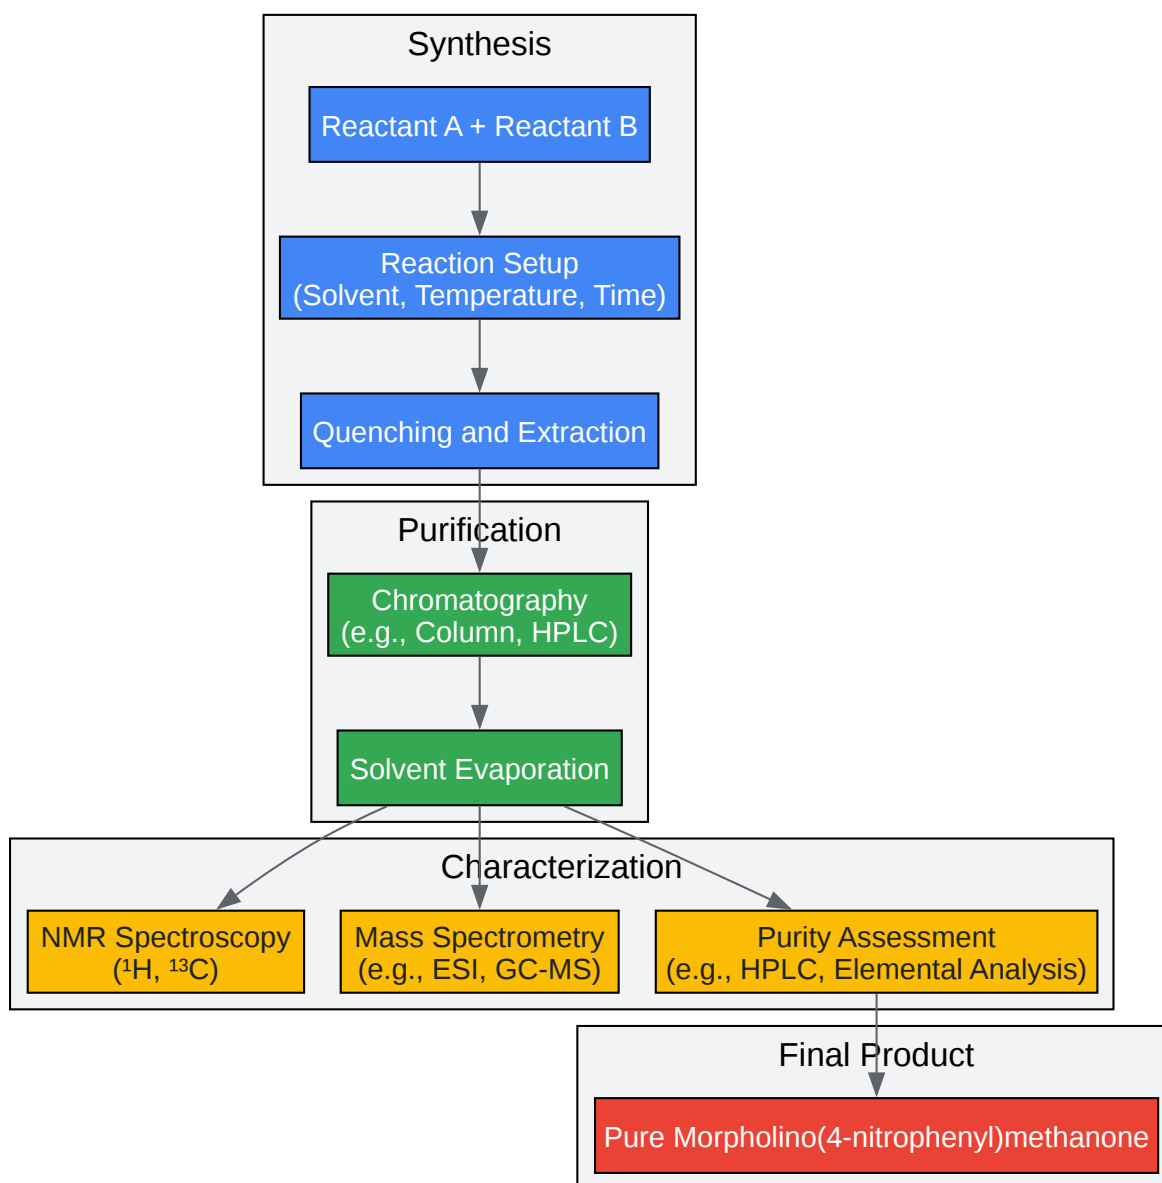 Synthesis
Reactant A + Reactant B
Reaction Setup
(Solvent, Temperature, Time)
Quenching and Extraction
Purification
Chromatography
(e.g., Column, HPLC)
Solvent Evaporation
Characterization
NMR Spectroscopy
(¹H, ¹³C)
Mass Spectrometry
(e.g., ESI, GC-MS)
Purity Assessment
(e.g., HPLC, Elemental Analysis)
Final Product
Pure Morpholino(4-nitrophenyl)methanone